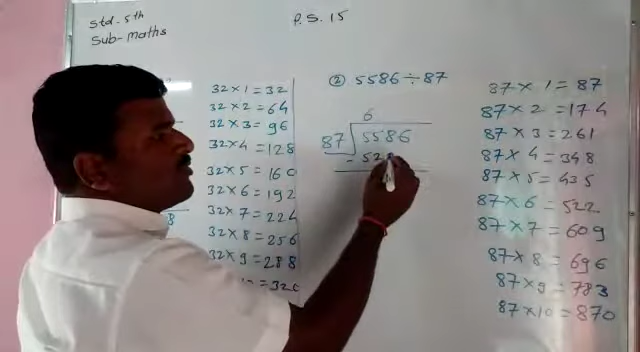 Std - 5th
Sub - maths
P. S. 15
32 × 1 = 32
32 × 2 = 64
32 × 3 = 96
32 × 4 = 128
32 × 5 = 160
32 × 6 = 192
32 × 7 = 224
32 × 8 = 256
32 × 9 = 288
= 320
8
② 5586 ÷ 87
6
87 5586
- 52
87 × 1 = 87
87 × 2 = 174
87 × 3 = 261
87 × 4 = 348
87 × 5 = 435
87 × 6 = 522
87 × 7 = 609
87 × 8 = 696
87 × 9 = 783
87 × 10 = 870